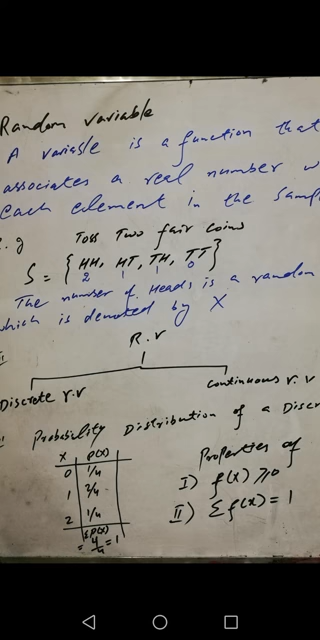 Random variable
A variable is a function that
associates a real number
each element in the
e.g Toss Two fair coins
S = { HH, HT, TH, TT }
2 1 1 0
The number of Heads is a random
which is denoted by X
R.V
Discrete r.v continuous r.v
Probability Distribution of a Discr
x p(x)
0 1/4
1 2/4
2 1/4
Σp(x)
= 4/4 = 1
Properties of
I) f(x) ≥ 0
II) Σf(x) = 1